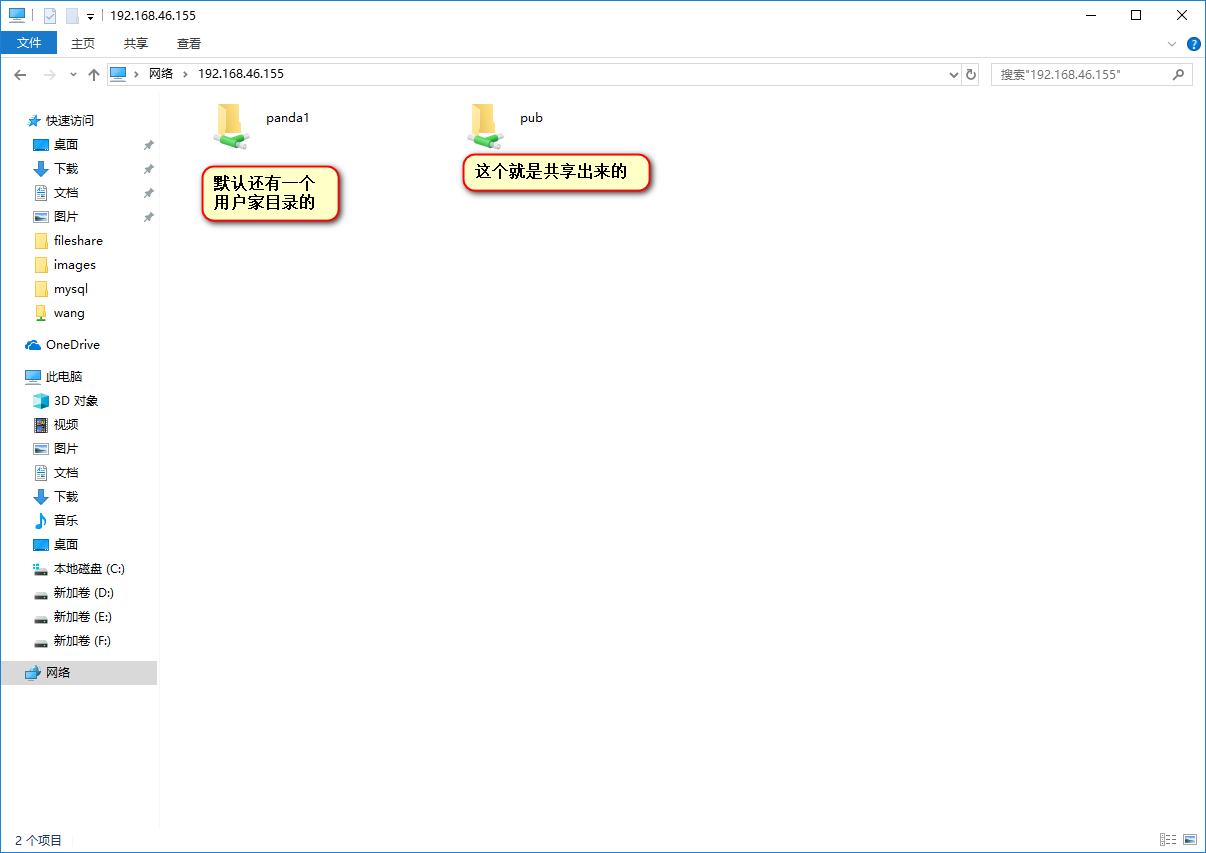 192.168.46.155
文件 主页 共享 查看
网络 192.168.46.155 搜索"192.168.46.155"
快速访问
桌面
下载
文档
图片
fileshare
images
mysql
wang
OneDrive
此电脑
3D 对象
视频
图片
文档
下载
音乐
桌面
本地磁盘 (C:)
新加卷 (D:)
新加卷 (E:)
新加卷 (F:)
网络
panda1
默认还有一个
用户家目录的
pub
这个就是共享出来的
2 个项目